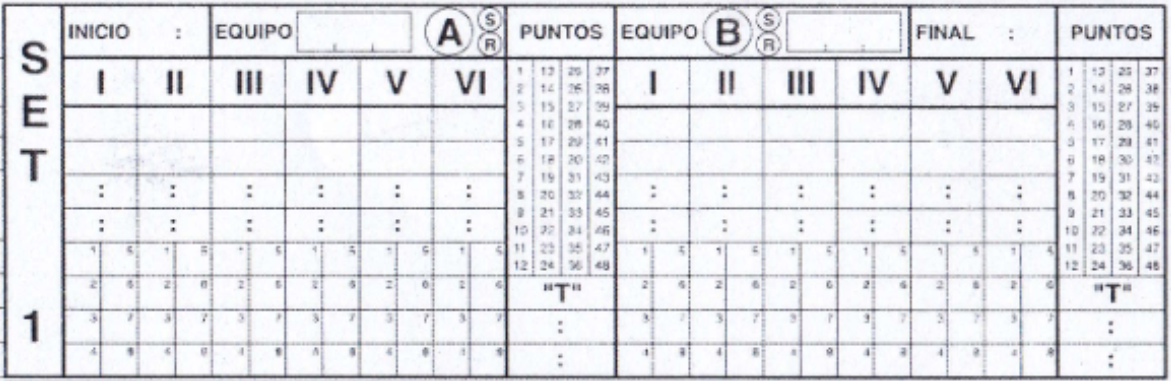 SET 1
INICIO : EQUIPO A S R PUNTOS EQUIPO B S R FINAL : PUNTOS
I II III IV V VI 1 13 25 37 I II III IV V VI 1 13 25 37
2 14 26 38 2 14 26 38
3 15 27 39 3 15 27 39
4 16 28 40 4 16 28 40
5 17 29 41 5 17 29 41
6 18 30 42 6 18 30 42
7 19 31 43 7 19 31 43
: : : : : : 8 20 32 44 : : : : : : 8 20 32 44
9 21 33 45 9 21 33 45
: : : : : : 10 22 34 46 : : : : : : 10 22 34 46
1 5 1 5 1 5 1 5 1 5 1 5 11 23 35 47 1 5 1 5 1 5 1 5 1 5 1 5 11 23 35 47
12 24 36 48 12 24 36 48
2 6 2 6 2 6 2 6 2 6 2 6 "T" 2 6 2 6 2 6 2 6 2 6 2 6 "T"
3 7 3 7 3 7 3 7 3 7 3 7 : 3 7 3 7 3 7 3 7 3 7 3 7 :
4 8 4 8 4 8 4 8 4 8 4 8 : 4 8 4 8 4 8 4 8 4 8 4 8 :